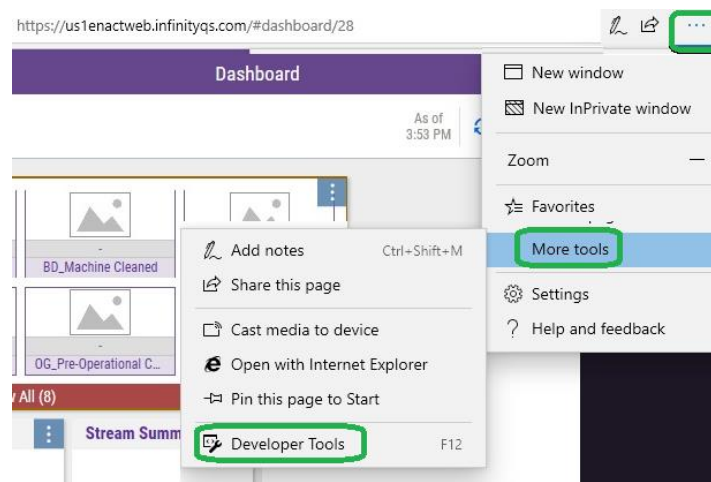 https://us1enactweb.infinityqs.com/#dashboard/28
Dashboard
As of
3:53 PM
New window
New InPrivate window
Zoom
Favorites
More tools
Settings
Help and feedback
-
BD_Machine Cleaned
-
OG_Pre-Operational C...
All (8)
Stream Summ
Add notes Ctrl+Shift+M
Share this page
Cast media to device
Open with Internet Explorer
Pin this page to Start
Developer Tools F12